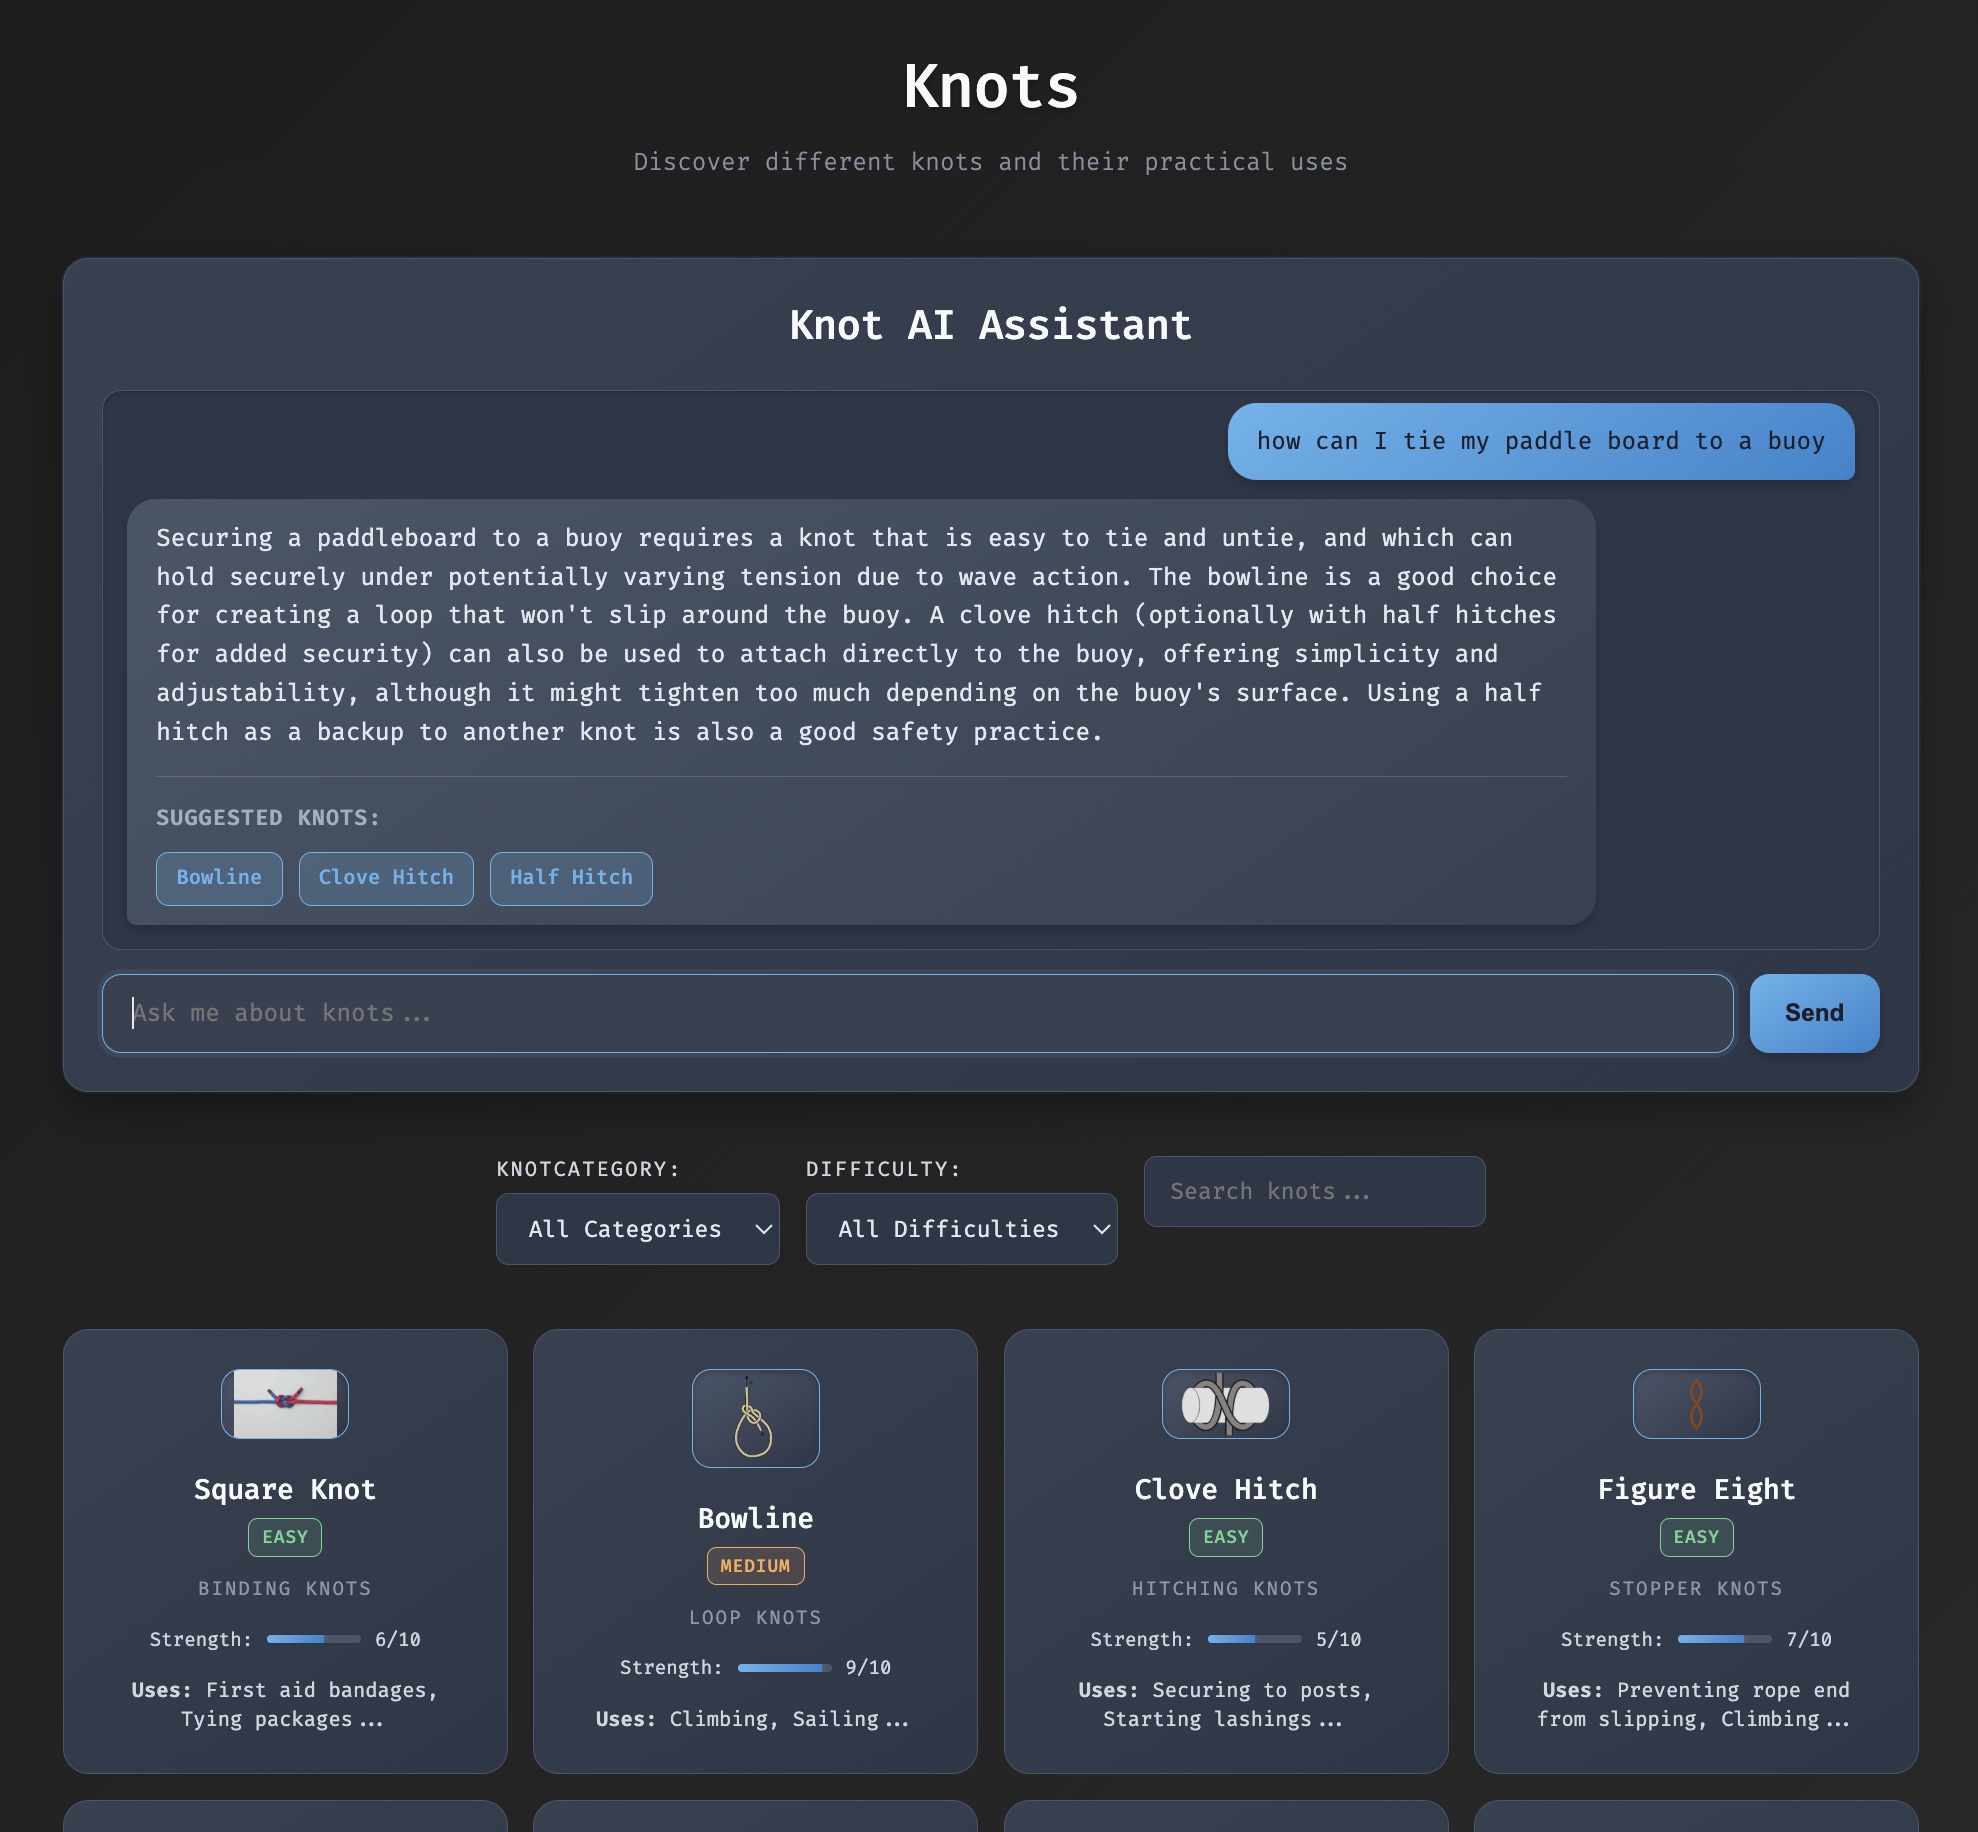 Knots
Discover different knots and their practical uses
Knot AI Assistant
how can I tie my paddle board to a buoy
Securing a paddleboard to a buoy requires a knot that is easy to tie and untie, and which can
hold securely under potentially varying tension due to wave action. The bowline is a good choice
for creating a loop that won't slip around the buoy. A clove hitch (optionally with half hitches
for added security) can also be used to attach directly to the buoy, offering simplicity and
adjustability, although it might tighten too much depending on the buoy's surface. Using a half
hitch as a backup to another knot is also a good safety practice.
SUGGESTED KNOTS:
Bowline Clove Hitch Half Hitch
Ask me about knots... Send
KNOTCATEGORY: DIFFICULTY:
All Categories All Difficulties Search knots...
Square Knot
EASY
BINDING KNOTS
Strength: 6/10
Uses: First aid bandages,
Tying packages...
Bowline
MEDIUM
LOOP KNOTS
Strength: 9/10
Uses: Climbing, Sailing...
Clove Hitch
EASY
HITCHING KNOTS
Strength: 5/10
Uses: Securing to posts,
Starting lashings...
Figure Eight
EASY
STOPPER KNOTS
Strength: 7/10
Uses: Preventing rope end
from slipping, Climbing...